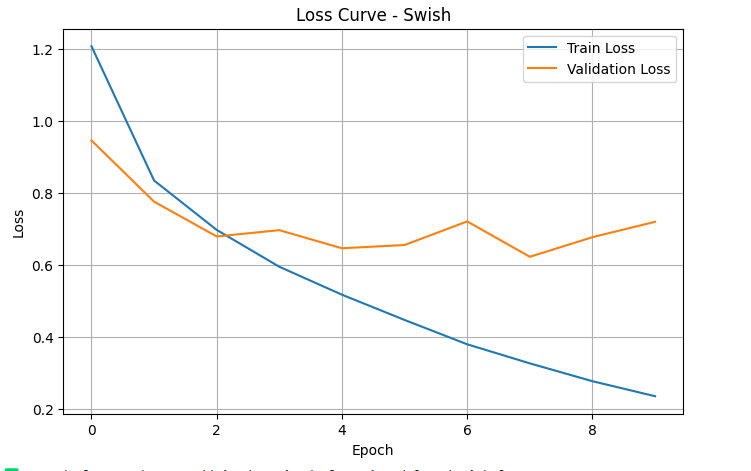 Loss Curve - Swish
Train Loss
Validation Loss
1.2
1.0
0.8
0.6
0.4
0.2
Loss
0 2 4 6 8
Epoch